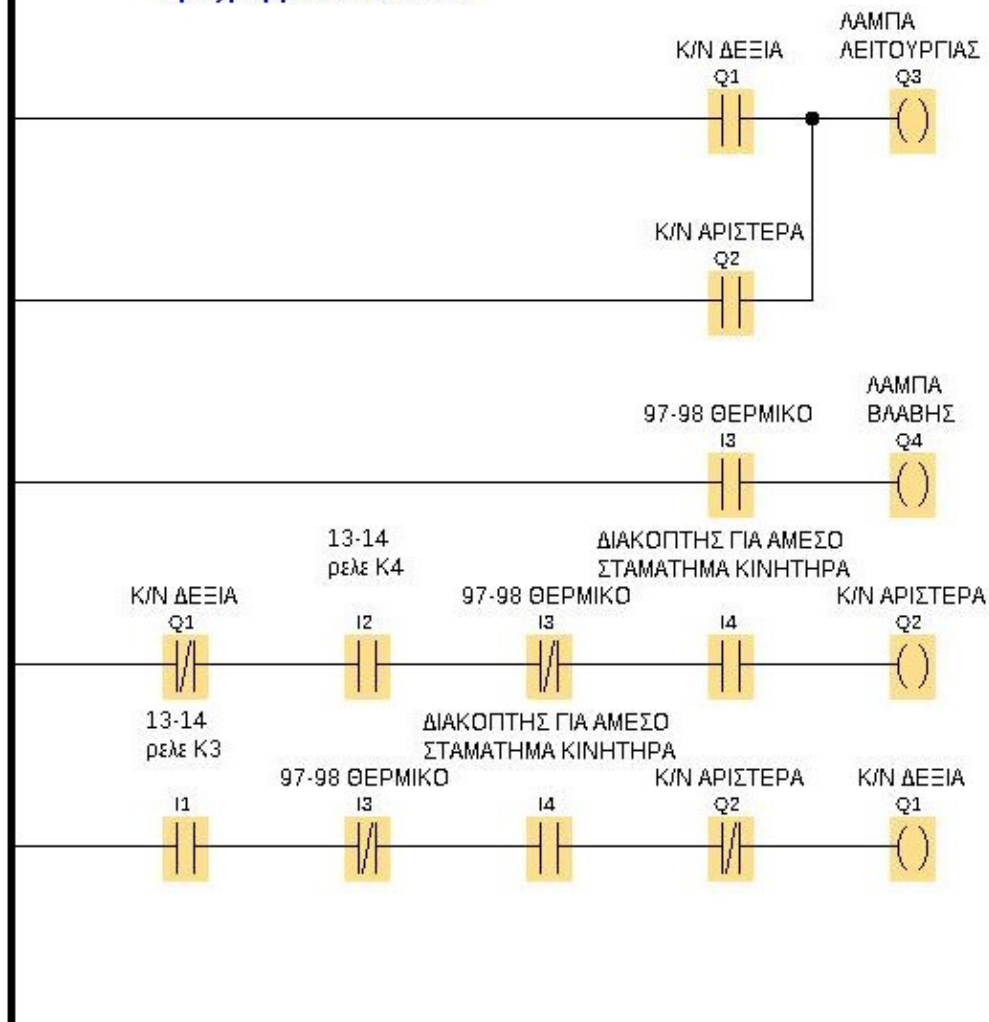 ΛΑΜΠΑ
Κ/Ν ΔΕΞΙΑ ΛΕΙΤΟΥΡΓΙΑΣ
Q1 Q3
Κ/Ν ΑΡΙΣΤΕΡΑ
Q2
ΛΑΜΠΑ
97-98 ΘΕΡΜΙΚΟ ΒΛΑΒΗΣ
I3 Q4
13-14 ΔΙΑΚΟΠΤΗΣ ΓΙΑ ΑΜΕΣΟ
ρελε Κ4 ΣΤΑΜΑΤΗΜΑ ΚΙΝΗΤΗΡΑ
Κ/Ν ΔΕΞΙΑ 97-98 ΘΕΡΜΙΚΟ Κ/Ν ΑΡΙΣΤΕΡΑ
Q1 I2 I3 I4 Q2
13-14 ΔΙΑΚΟΠΤΗΣ ΓΙΑ ΑΜΕΣΟ
ρελε Κ3 ΣΤΑΜΑΤΗΜΑ ΚΙΝΗΤΗΡΑ
97-98 ΘΕΡΜΙΚΟ Κ/Ν ΑΡΙΣΤΕΡΑ Κ/Ν ΔΕΞΙΑ
I1 I3 I4 Q2 Q1